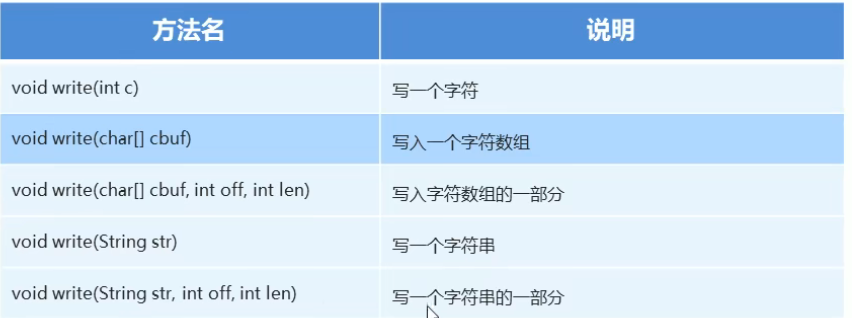 方法名 说明
void write(int c) 写一个字符
void write(char[] cbuf) 写入一个字符数组
void write(char[] cbuf, int off, int len) 写入字符数组的一部分
void write(String str) 写一个字符串
void write(String str, int off, int len) 写一个字符串的一部分